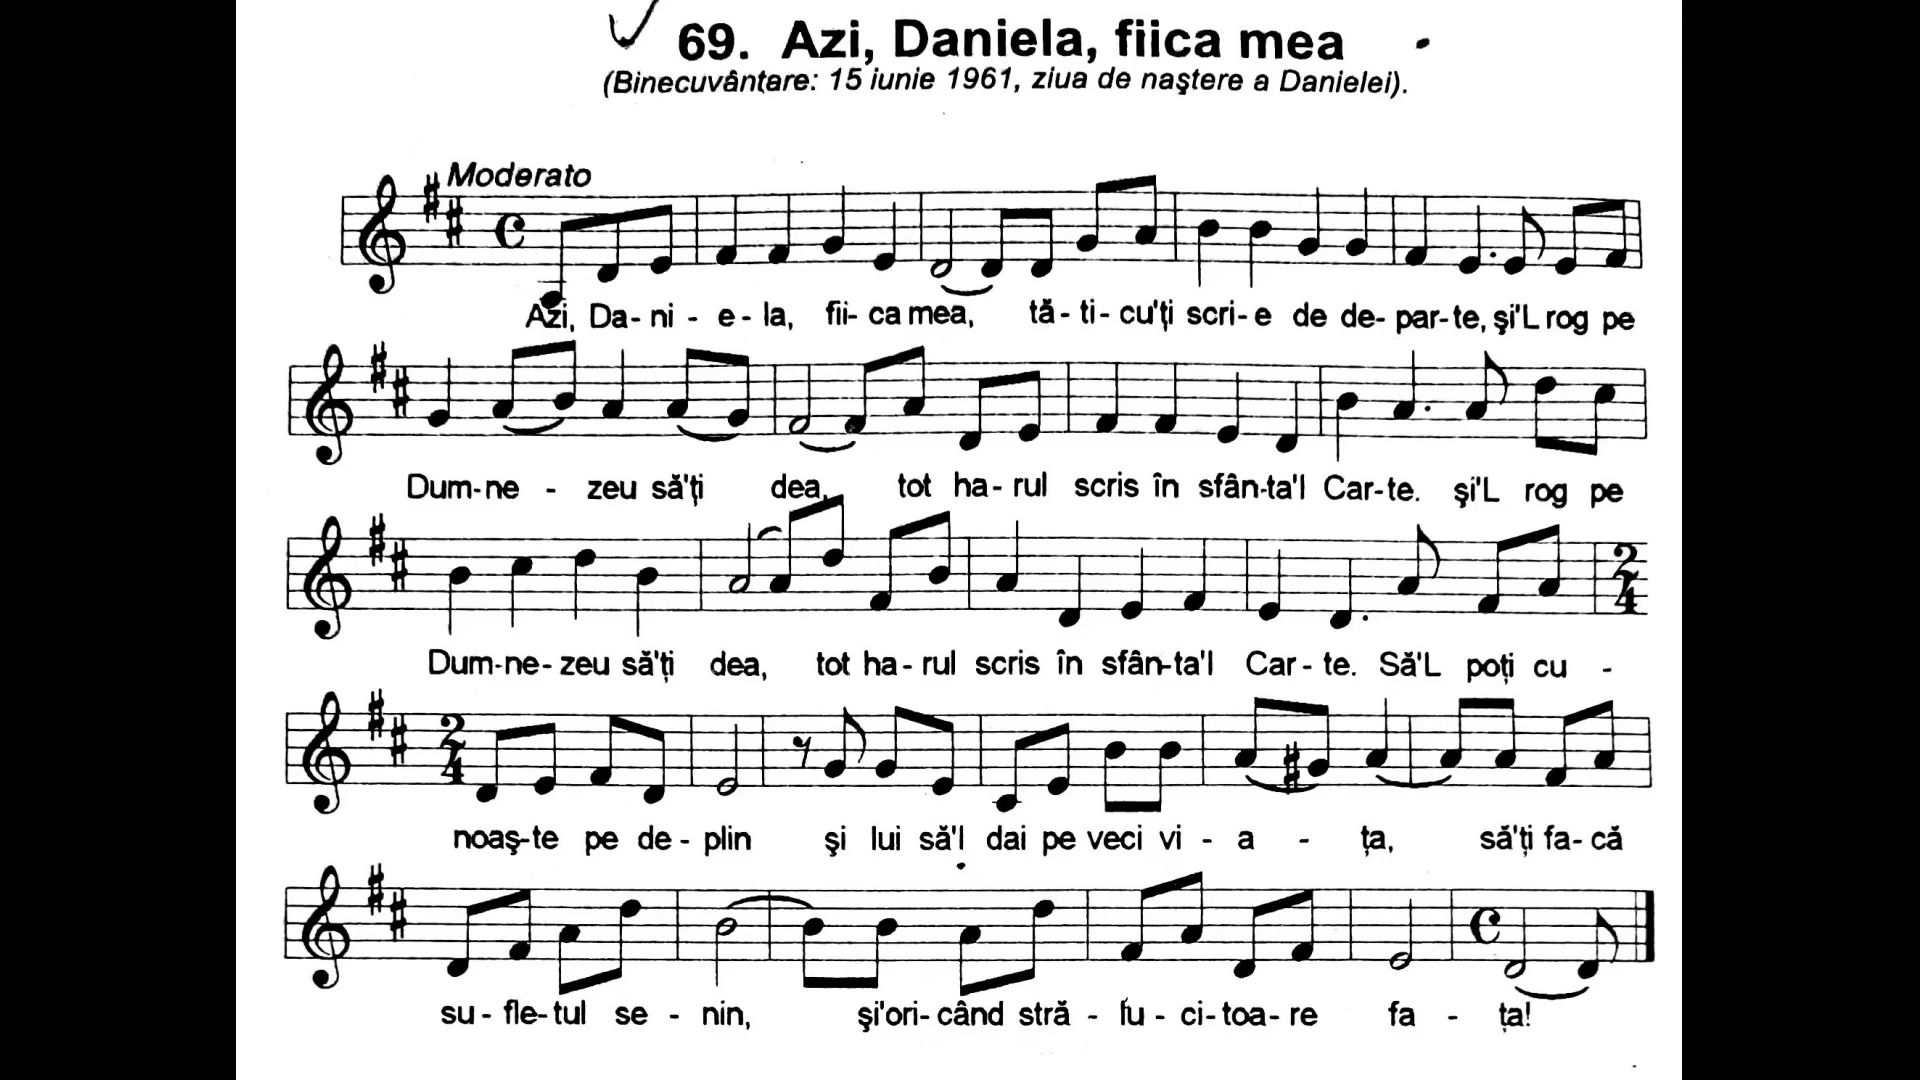 69. Azi, Daniela, fiica mea
(Binecuvântare: 15 iunie 1961, ziua de naştere a Danielei).
Moderato
Azi, Da- ni - e - la, fii- ca mea, tă - ti - cu'ţi scri - e de de- par-te, şi'L rog pe
Dum-ne - zeu să'ţi dea, tot ha- rul scris în sfân-ta'l Car-te. şi'L rog pe
2
4
Dum-ne- zeu să'ţi dea, tot ha - rul scris în sfân-ta'l Car - te. Să'L poţi cu -
2
4
noaş-te pe de - plin şi lui să'l dai pe veci vi - a - ţa, să'ţi fa - că
su - fle- tul se - nin, şi'ori- când stră - lu - ci- toa- re fa - ţa!